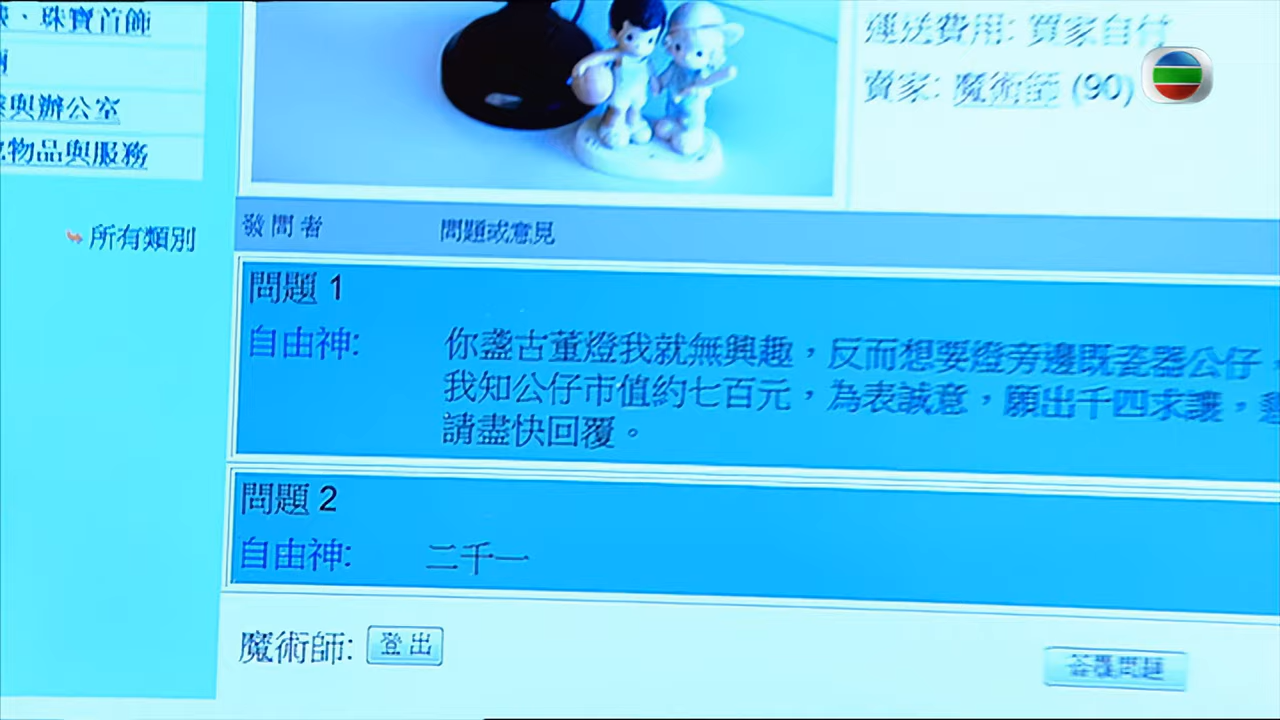 珠寶首飾
與辦公室
物品與服務
所有類別
運送費用: 買家自付
賣家: 魔術師 (90)
發問者 問題或意見
問題 1
自由神: 你盞古董燈我就無興趣，反而想要燈旁邊既瓷器公仔，
我知公仔市值約七百元，為表誠意，願出千四求讓，
請盡快回覆。
問題 2
自由神: 二千一
魔術師: 登出
答覆問題